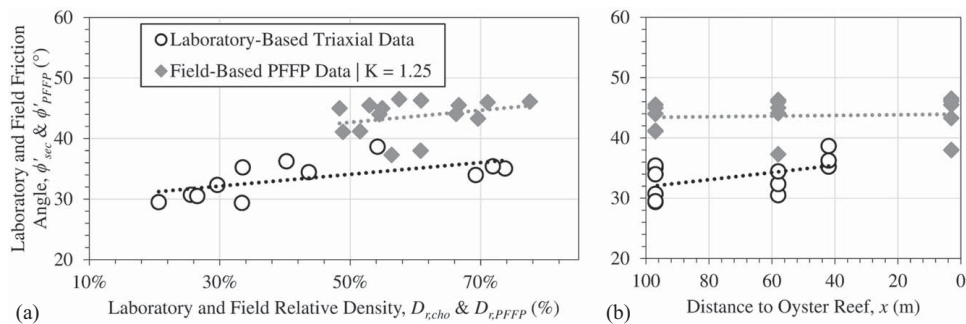 (a)
Laboratory and Field Friction
Angle, ϕ′sec & ϕ′PFFP (°)
60
50
40
30
20
Laboratory-Based Triaxial Data
Field-Based PFFP Data | K = 1.25
10%
30%
50%
70%
Laboratory and Field Relative Density, Dr,cho & Dr,PFFP (%)
(b)
60
50
40
30
20
100
80
60
40
20
0
Distance to Oyster Reef, x (m)